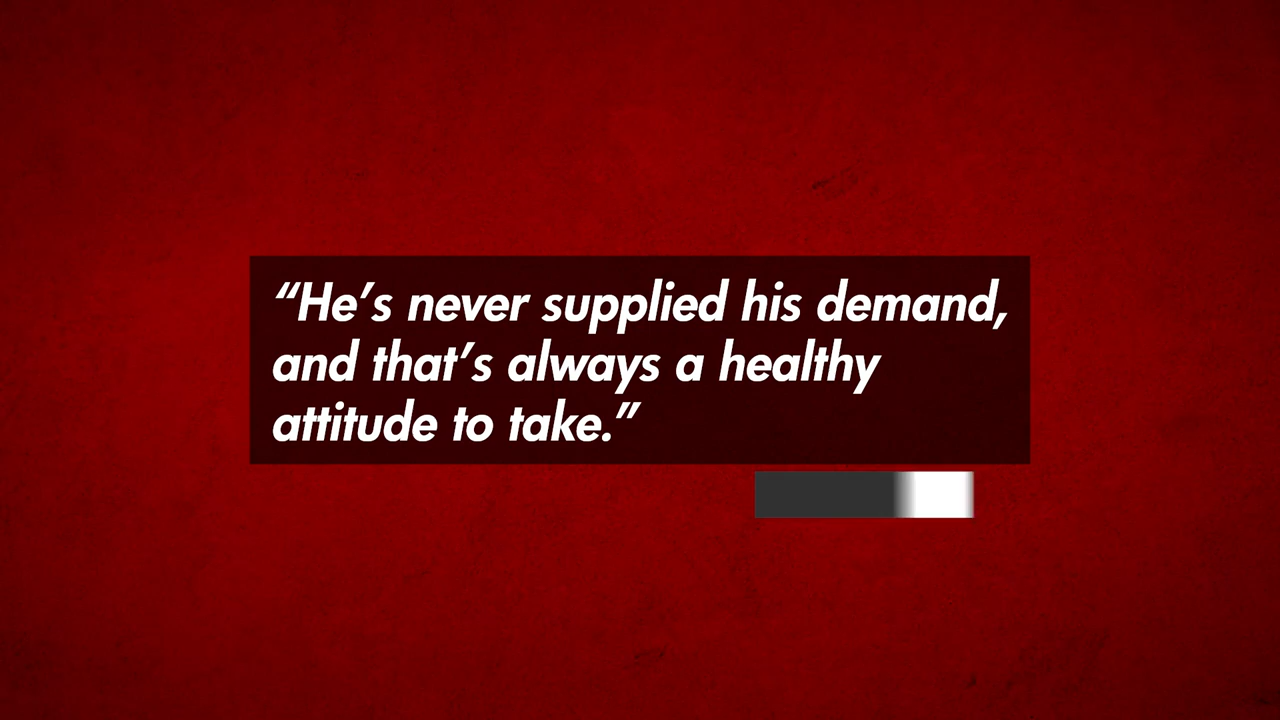 “He’s never supplied his demand,
and that’s always a healthy
attitude to take.”